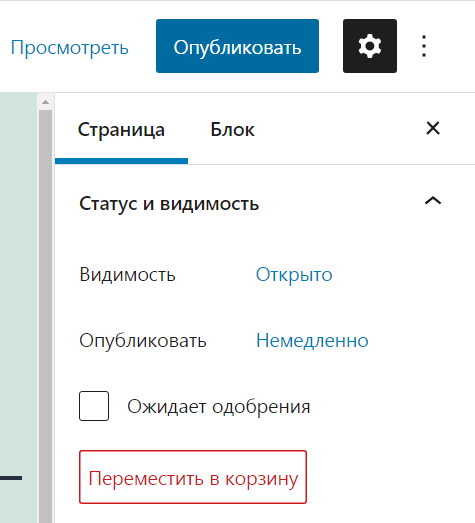 Просмотреть Опубликовать
Страница Блок
Статус и видимость
Видимость Открыто
Опубликовать Немедленно
Ожидает одобрения
Переместить в корзину